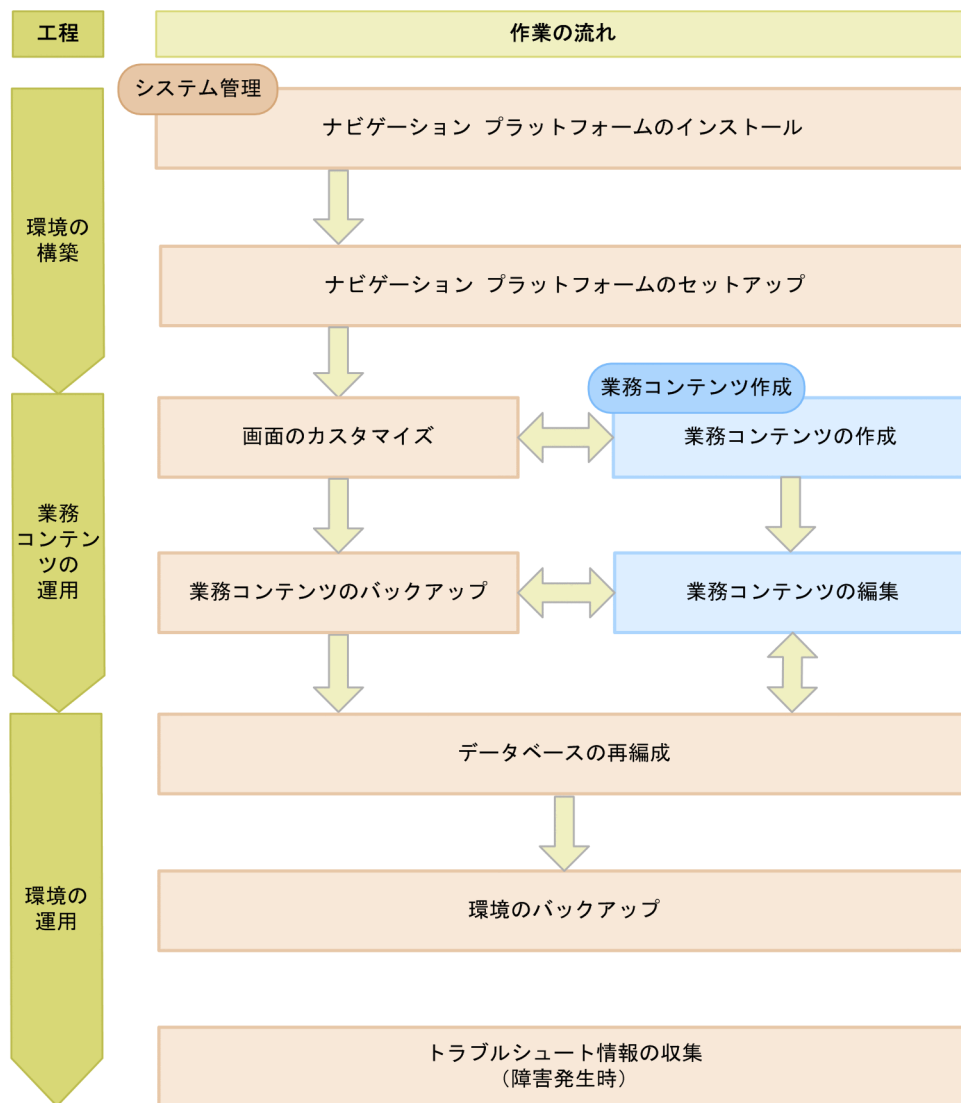 工程
作業の流れ
システム管理
ナビゲーション プラットフォームのインストール
環境の
構築
ナビゲーション プラットフォームのセットアップ
業務コンテンツ作成
画面のカスタマイズ
業務コンテンツの作成
業務
コンテン
ツの
運用
業務コンテンツのバックアップ
業務コンテンツの編集
データベースの再編成
環境の
運用
環境のバックアップ
トラブルシュート情報の収集
（障害発生時）